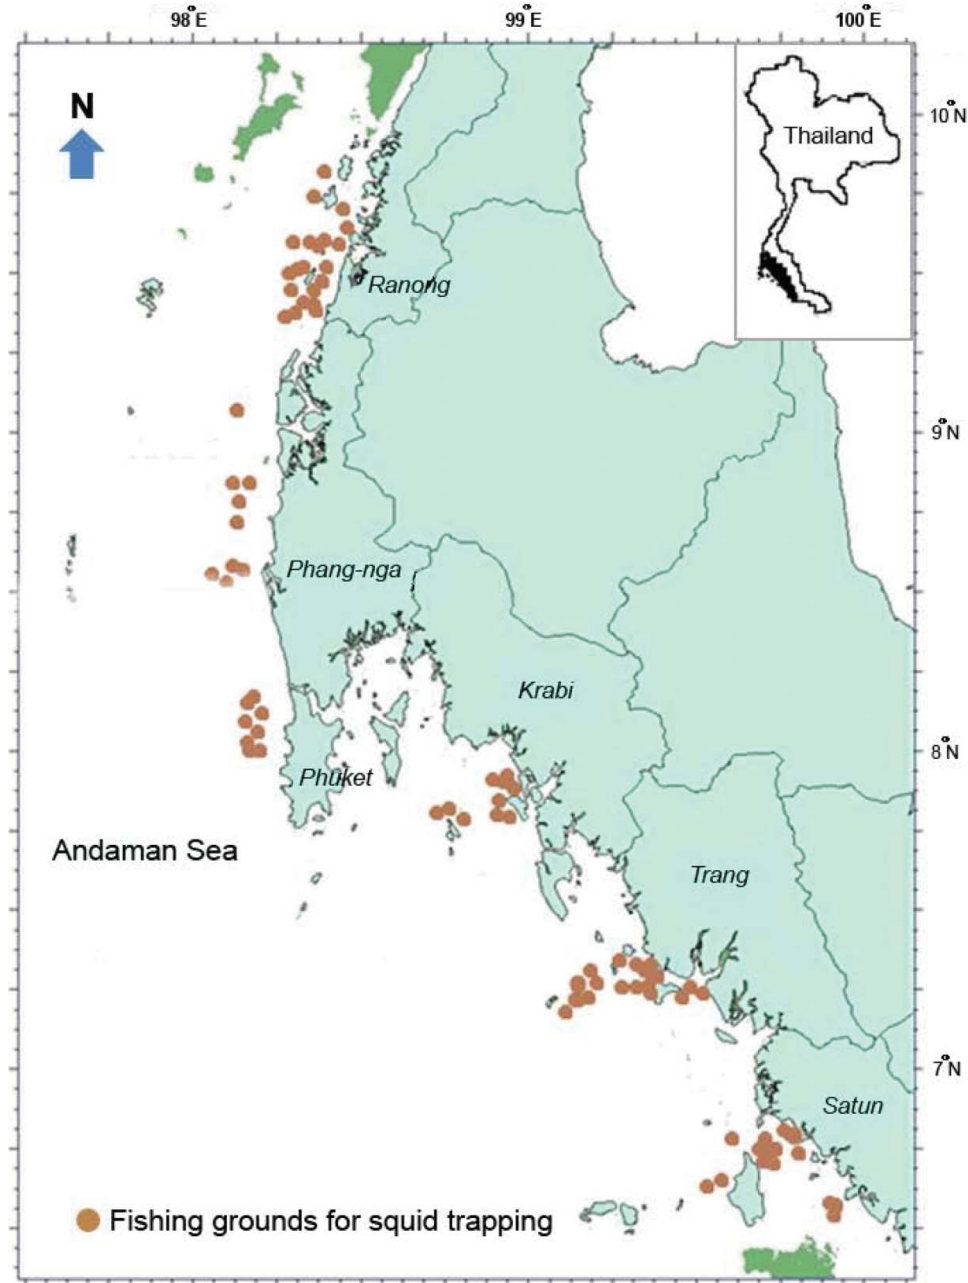 98°E 99°E 100°E
N
Thailand
10°N
Ranong
9°N
Phang-nga
Krabi
8°N
Phuket
Andaman Sea
Trang
7°N
Satun
Fishing grounds for squid trapping